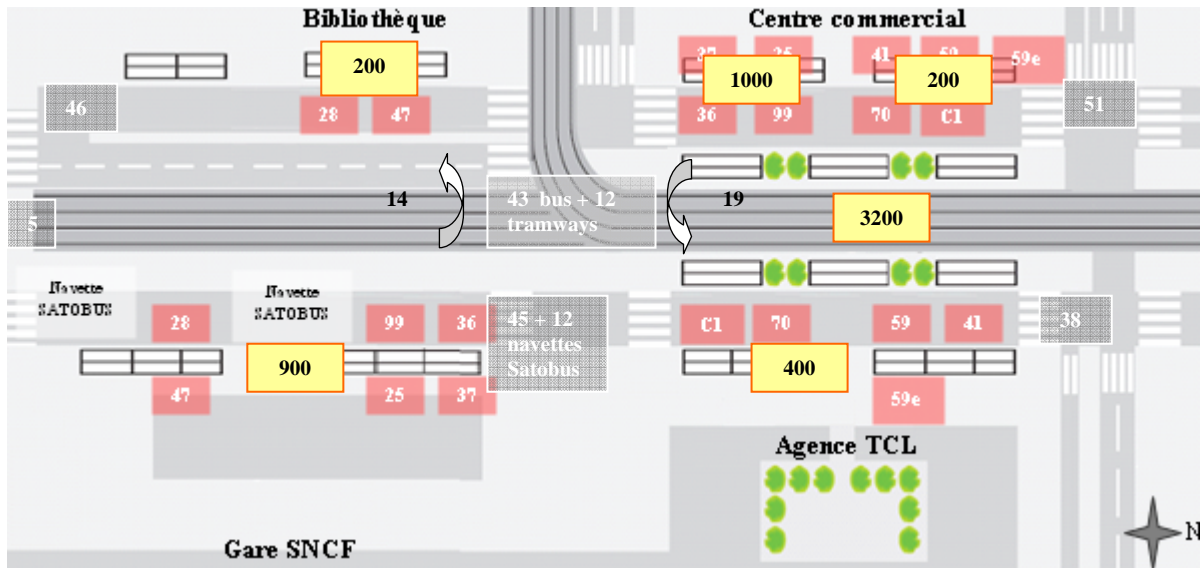 Bibliothèque
Centre commercial
200
37
25
41
59
59e
1000
200
46
51
28
47
36
99
70
C1
14
43 bus + 12
tramways
19
3200
5
Navette
SATOBUS
Navette
SATOBUS
28
99
36
45 + 12
navettes
Satobus
C1
70
59
41
38
900
400
47
25
37
59e
Agence TCL
Gare SNCF
N